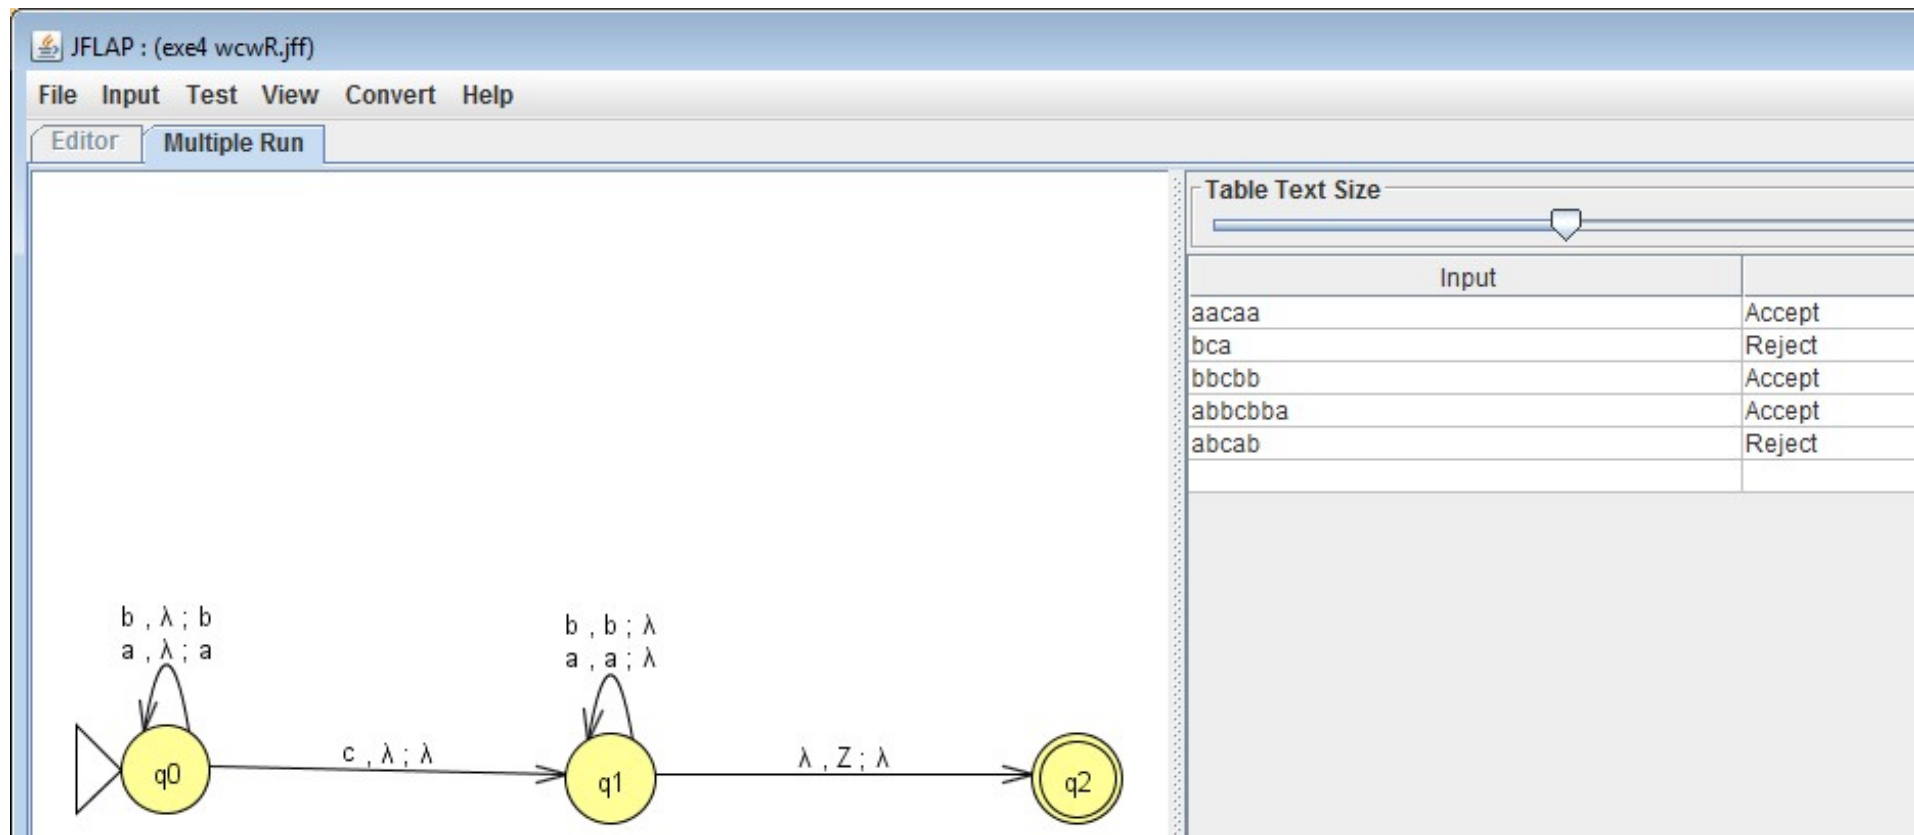 JFLAP : (exe4 wcwR.jff)
File Input Test View Convert Help
Editor Multiple Run
Table Text Size
Input
aacaa Accept
bca Reject
bbcbb Accept
abbcbba Accept
abcab Reject
b , λ ; b
a , λ ; a
b , b ; λ
a , a ; λ
c , λ ; λ
λ , Z ; λ
q0
q1
q2